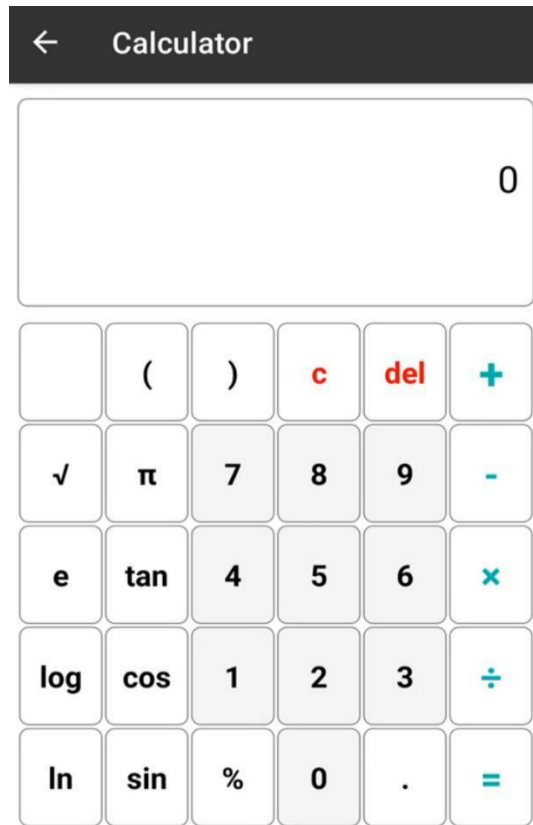 ← Calculator
0
( ) c del +
√ π 7 8 9 -
e tan 4 5 6 ×
log cos 1 2 3 ÷
ln sin % 0 . =